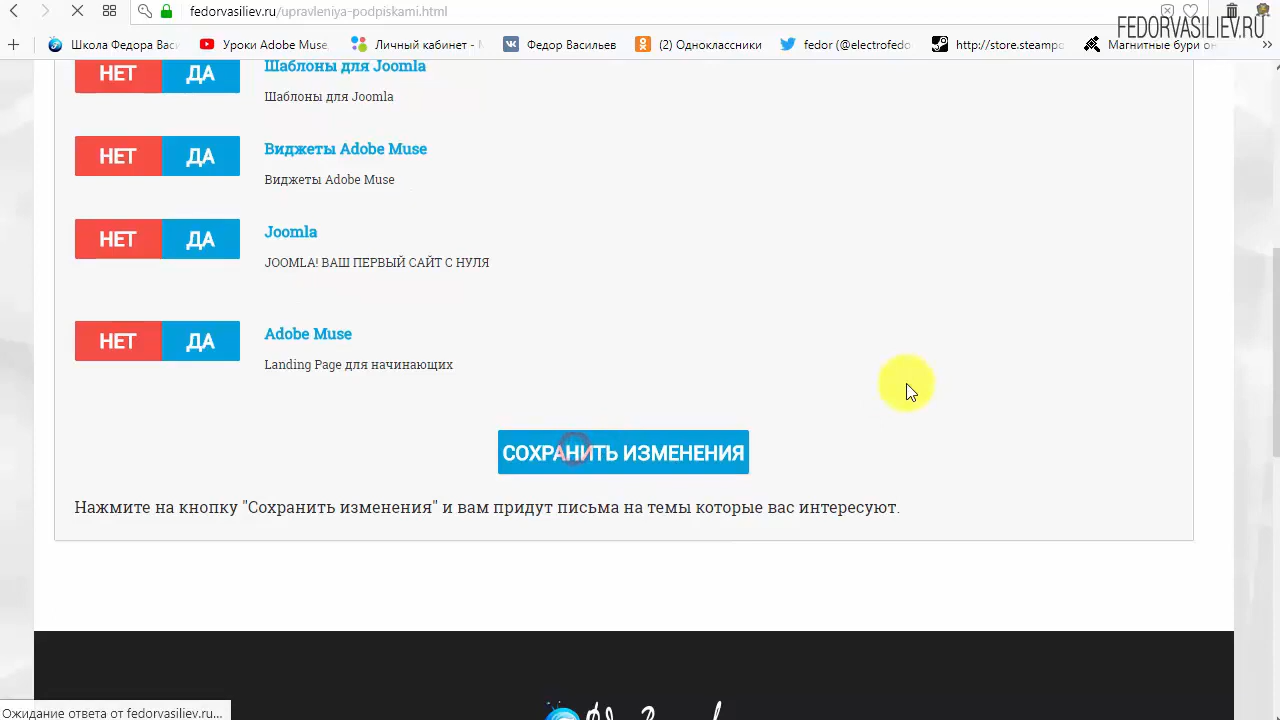 fedorvasiliev.ru/upravleniya-podpiskami.html
FEDORVASILIEV.RU
Школа Федора Васи
Уроки Adobe Muse,
Личный кабинет - М
Федор Васильев
(2) Одноклассники
fedor (@electrofedo
http://store.steampo
Магнитные бури он
НЕТ ДА Шаблоны для Joomla
Шаблоны для Joomla
НЕТ ДА Виджеты Adobe Muse
Виджеты Adobe Muse
НЕТ ДА Joomla
JOOMLA! ВАШ ПЕРВЫЙ САЙТ С НУЛЯ
НЕТ ДА Adobe Muse
Landing Page для начинающих
СОХРАНИТЬ ИЗМЕНЕНИЯ
Нажмите на кнопку "Сохранить изменения" и вам придут письма на темы которые вас интересуют.
Ожидание ответа от fedorvasiliev.ru...